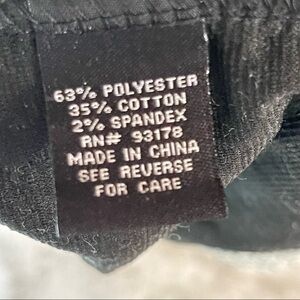 63% POLYESTER
35% COTTON
2% SPANDEX
RN# 93178
MADE IN CHINA
SEE REVERSE
FOR CARE